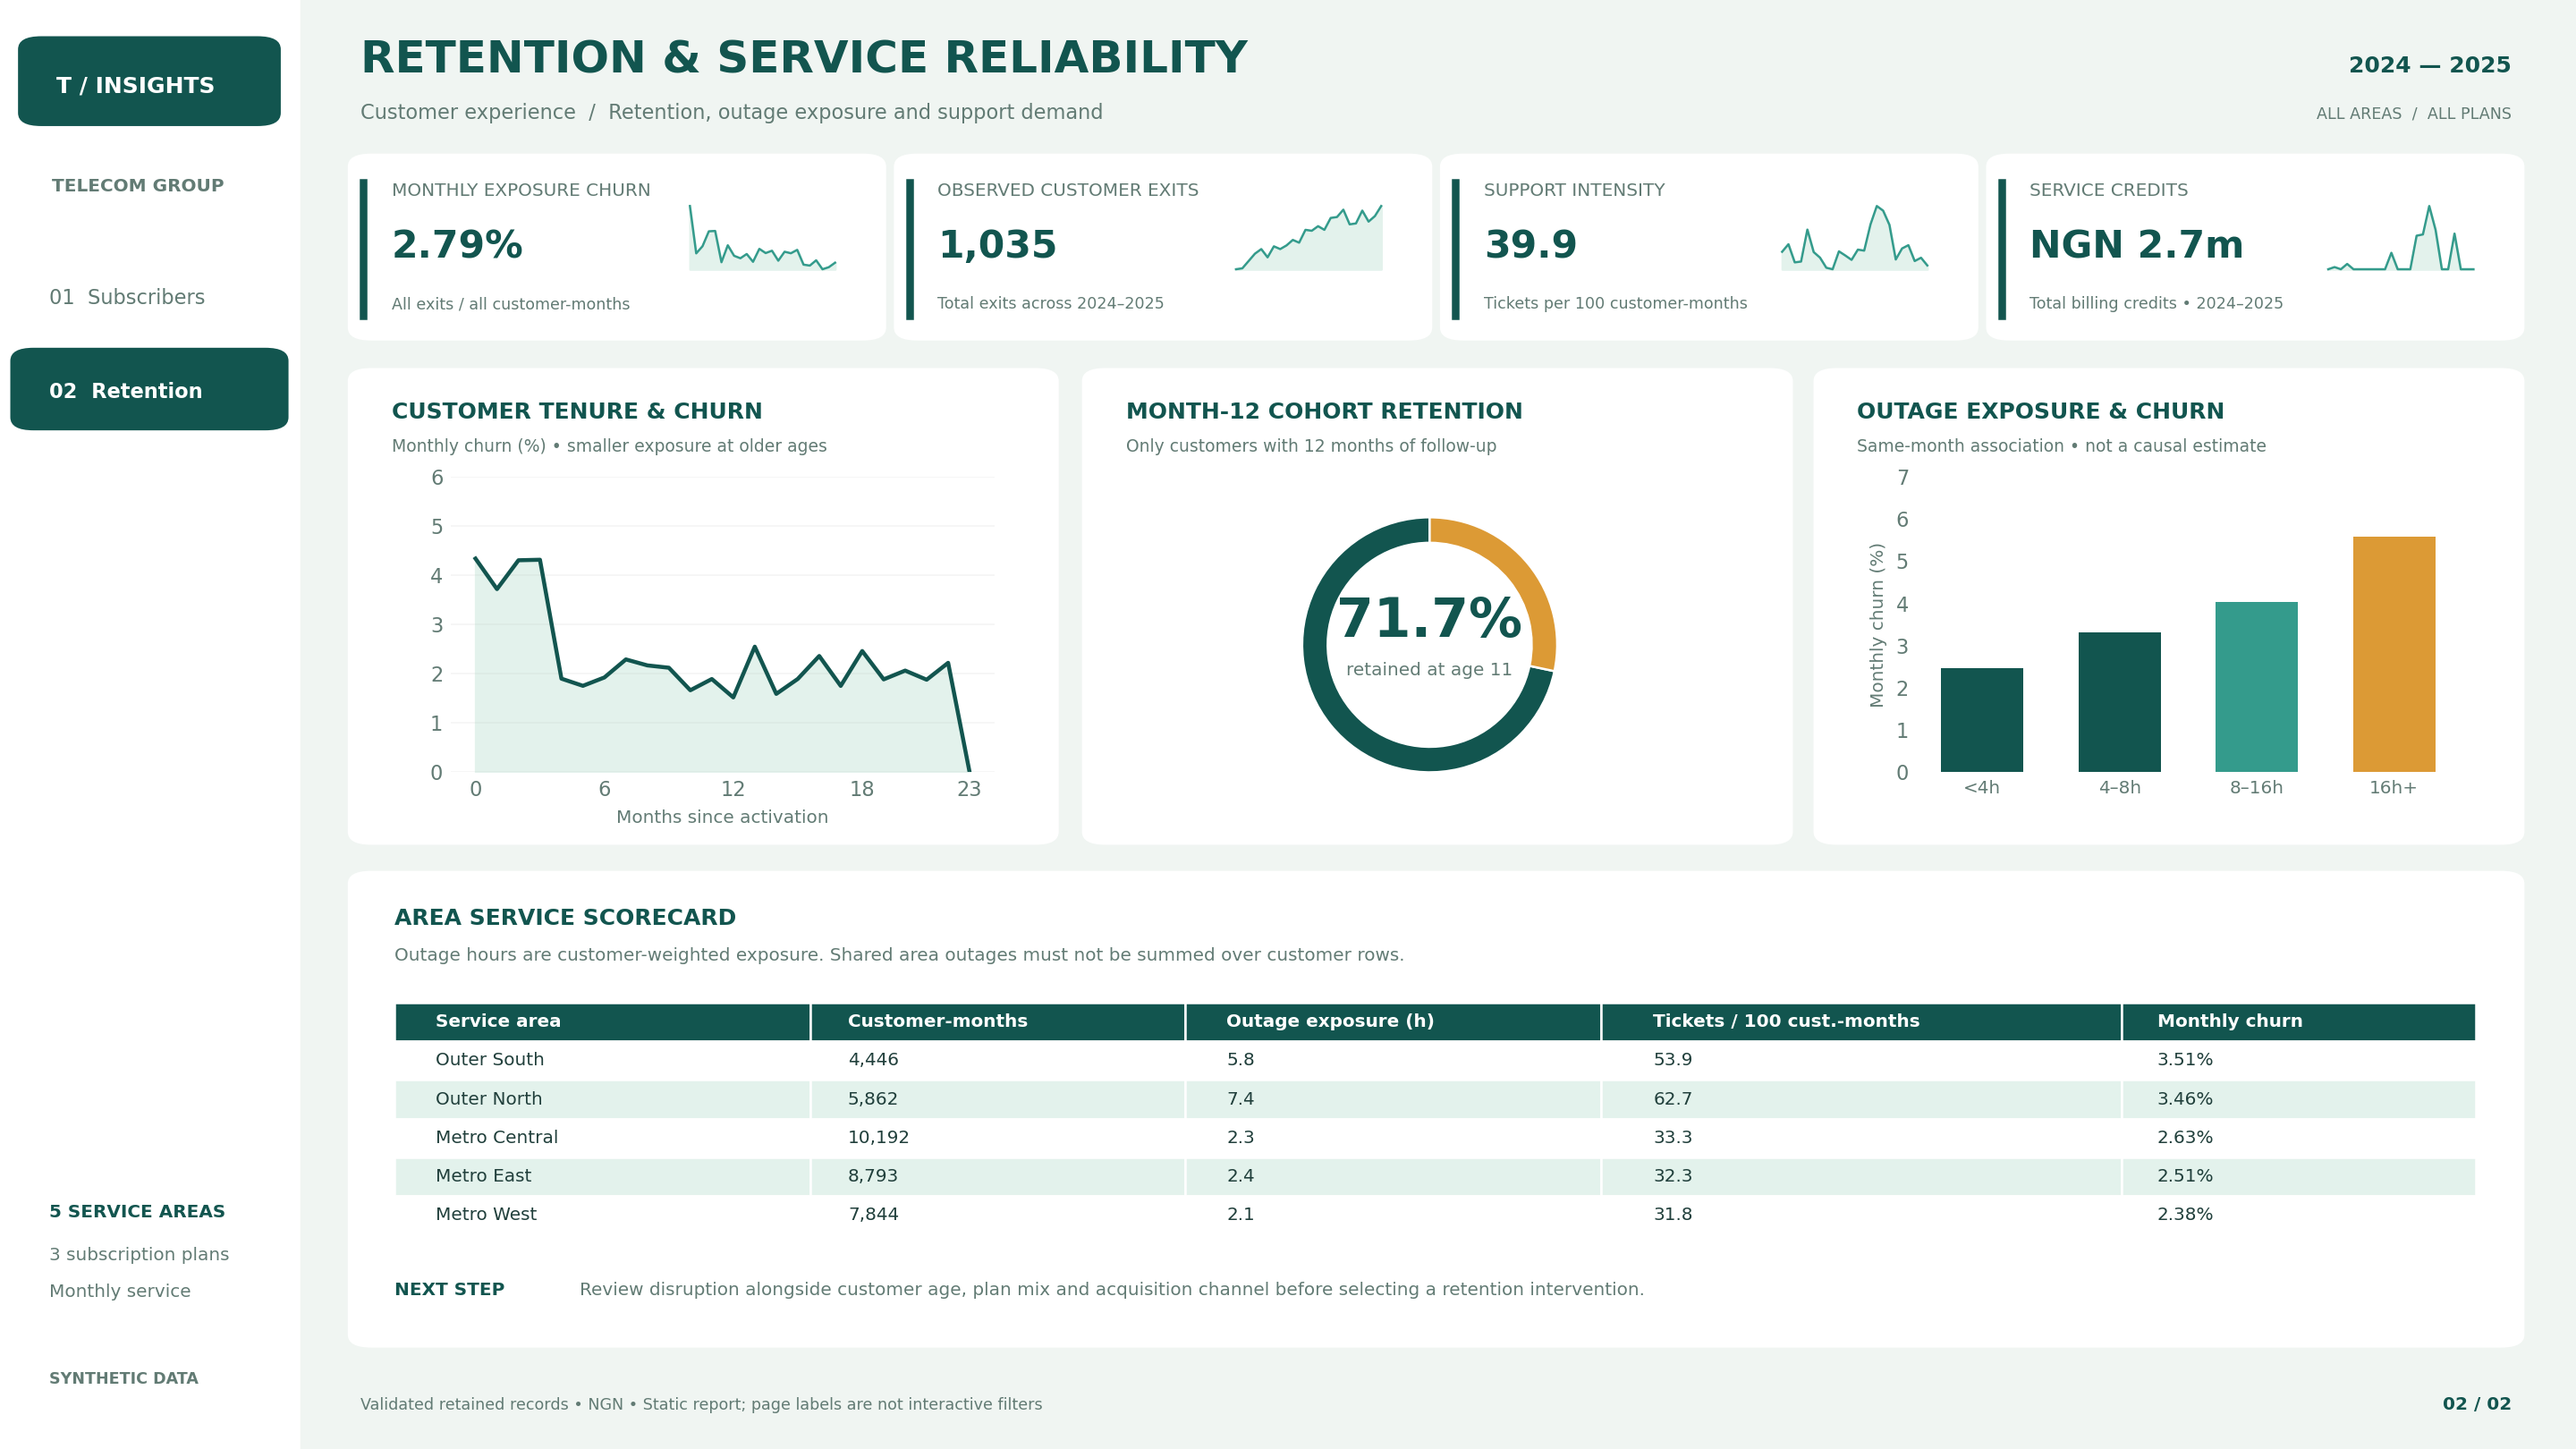 T / INSIGHTS
TELECOM GROUP
01 Subscribers
02 Retention
5 SERVICE AREAS
3 subscription plans
Monthly service
SYNTHETIC DATA
RETENTION & SERVICE RELIABILITY
2024 — 2025
Customer experience / Retention, outage exposure and support demand
ALL AREAS / ALL PLANS
MONTHLY EXPOSURE CHURN
2.79%
All exits / all customer-months
OBSERVED CUSTOMER EXITS
1,035
Total exits across 2024–2025
SUPPORT INTENSITY
39.9
Tickets per 100 customer-months
SERVICE CREDITS
NGN 2.7m
Total billing credits • 2024–2025
CUSTOMER TENURE & CHURN
Monthly churn (%) • smaller exposure at older ages
6
5
4
3
2
1
0
0 6 12 18 23
Months since activation
MONTH-12 COHORT RETENTION
Only customers with 12 months of follow-up
71.7%
retained at age 11
OUTAGE EXPOSURE & CHURN
Same-month association • not a causal estimate
Monthly churn (%)
7
6
5
4
3
2
1
0
<4h 4–8h 8–16h 16h+
AREA SERVICE SCORECARD
Outage hours are customer-weighted exposure. Shared area outages must not be summed over customer rows.
Service area Customer-months Outage exposure (h) Tickets / 100 cust.-months Monthly churn
Outer South 4,446 5.8 53.9 3.51%
Outer North 5,862 7.4 62.7 3.46%
Metro Central 10,192 2.3 33.3 2.63%
Metro East 8,793 2.4 32.3 2.51%
Metro West 7,844 2.1 31.8 2.38%
NEXT STEP Review disruption alongside customer age, plan mix and acquisition channel before selecting a retention intervention.
Validated retained records • NGN • Static report; page labels are not interactive filters
02 / 02